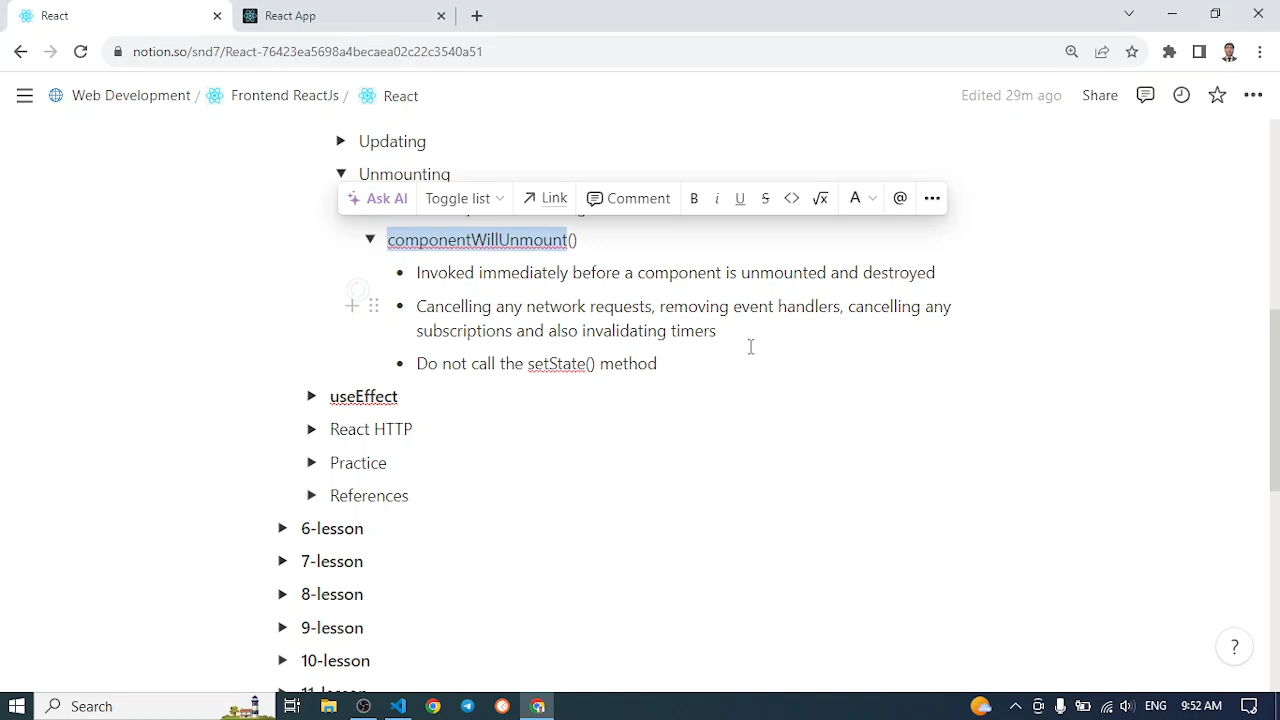 React
React App
notion.so/snd7/React-76423ea5698a4becaea02c22c3540a51
Web Development / Frontend ReactJs / React
Edited 29m ago
Share
Updating
Unmounting
Ask AI Toggle list Link Comment B i U S <> √x A @ •••
componentWillUnmount()
Invoked immediately before a component is unmounted and destroyed
Cancelling any network requests, removing event handlers, cancelling any
subscriptions and also invalidating timers
Do not call the setState() method
useEffect
React HTTP
Practice
References
6-lesson
7-lesson
8-lesson
9-lesson
10-lesson
11-lesson
?
Search
ENG
9:52 AM